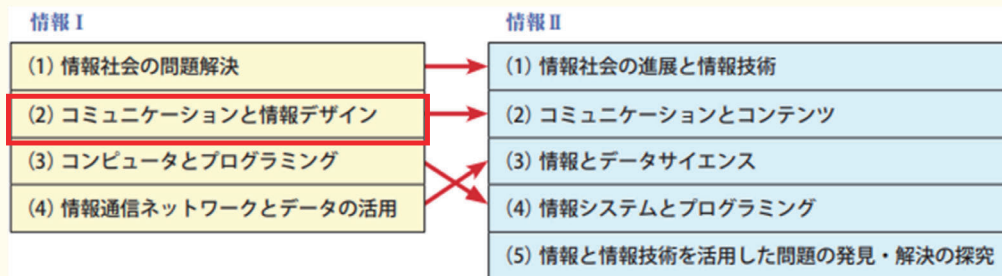 情報Ⅰ
(1) 情報社会の問題解決
(2) コミュニケーションと情報デザイン
(3) コンピュータとプログラミング
(4) 情報通信ネットワークとデータの活用
情報Ⅱ
(1) 情報社会の進展と情報技術
(2) コミュニケーションとコンテンツ
(3) 情報とデータサイエンス
(4) 情報システムとプログラミング
(5) 情報と情報技術を活用した問題の発見・解決の探究